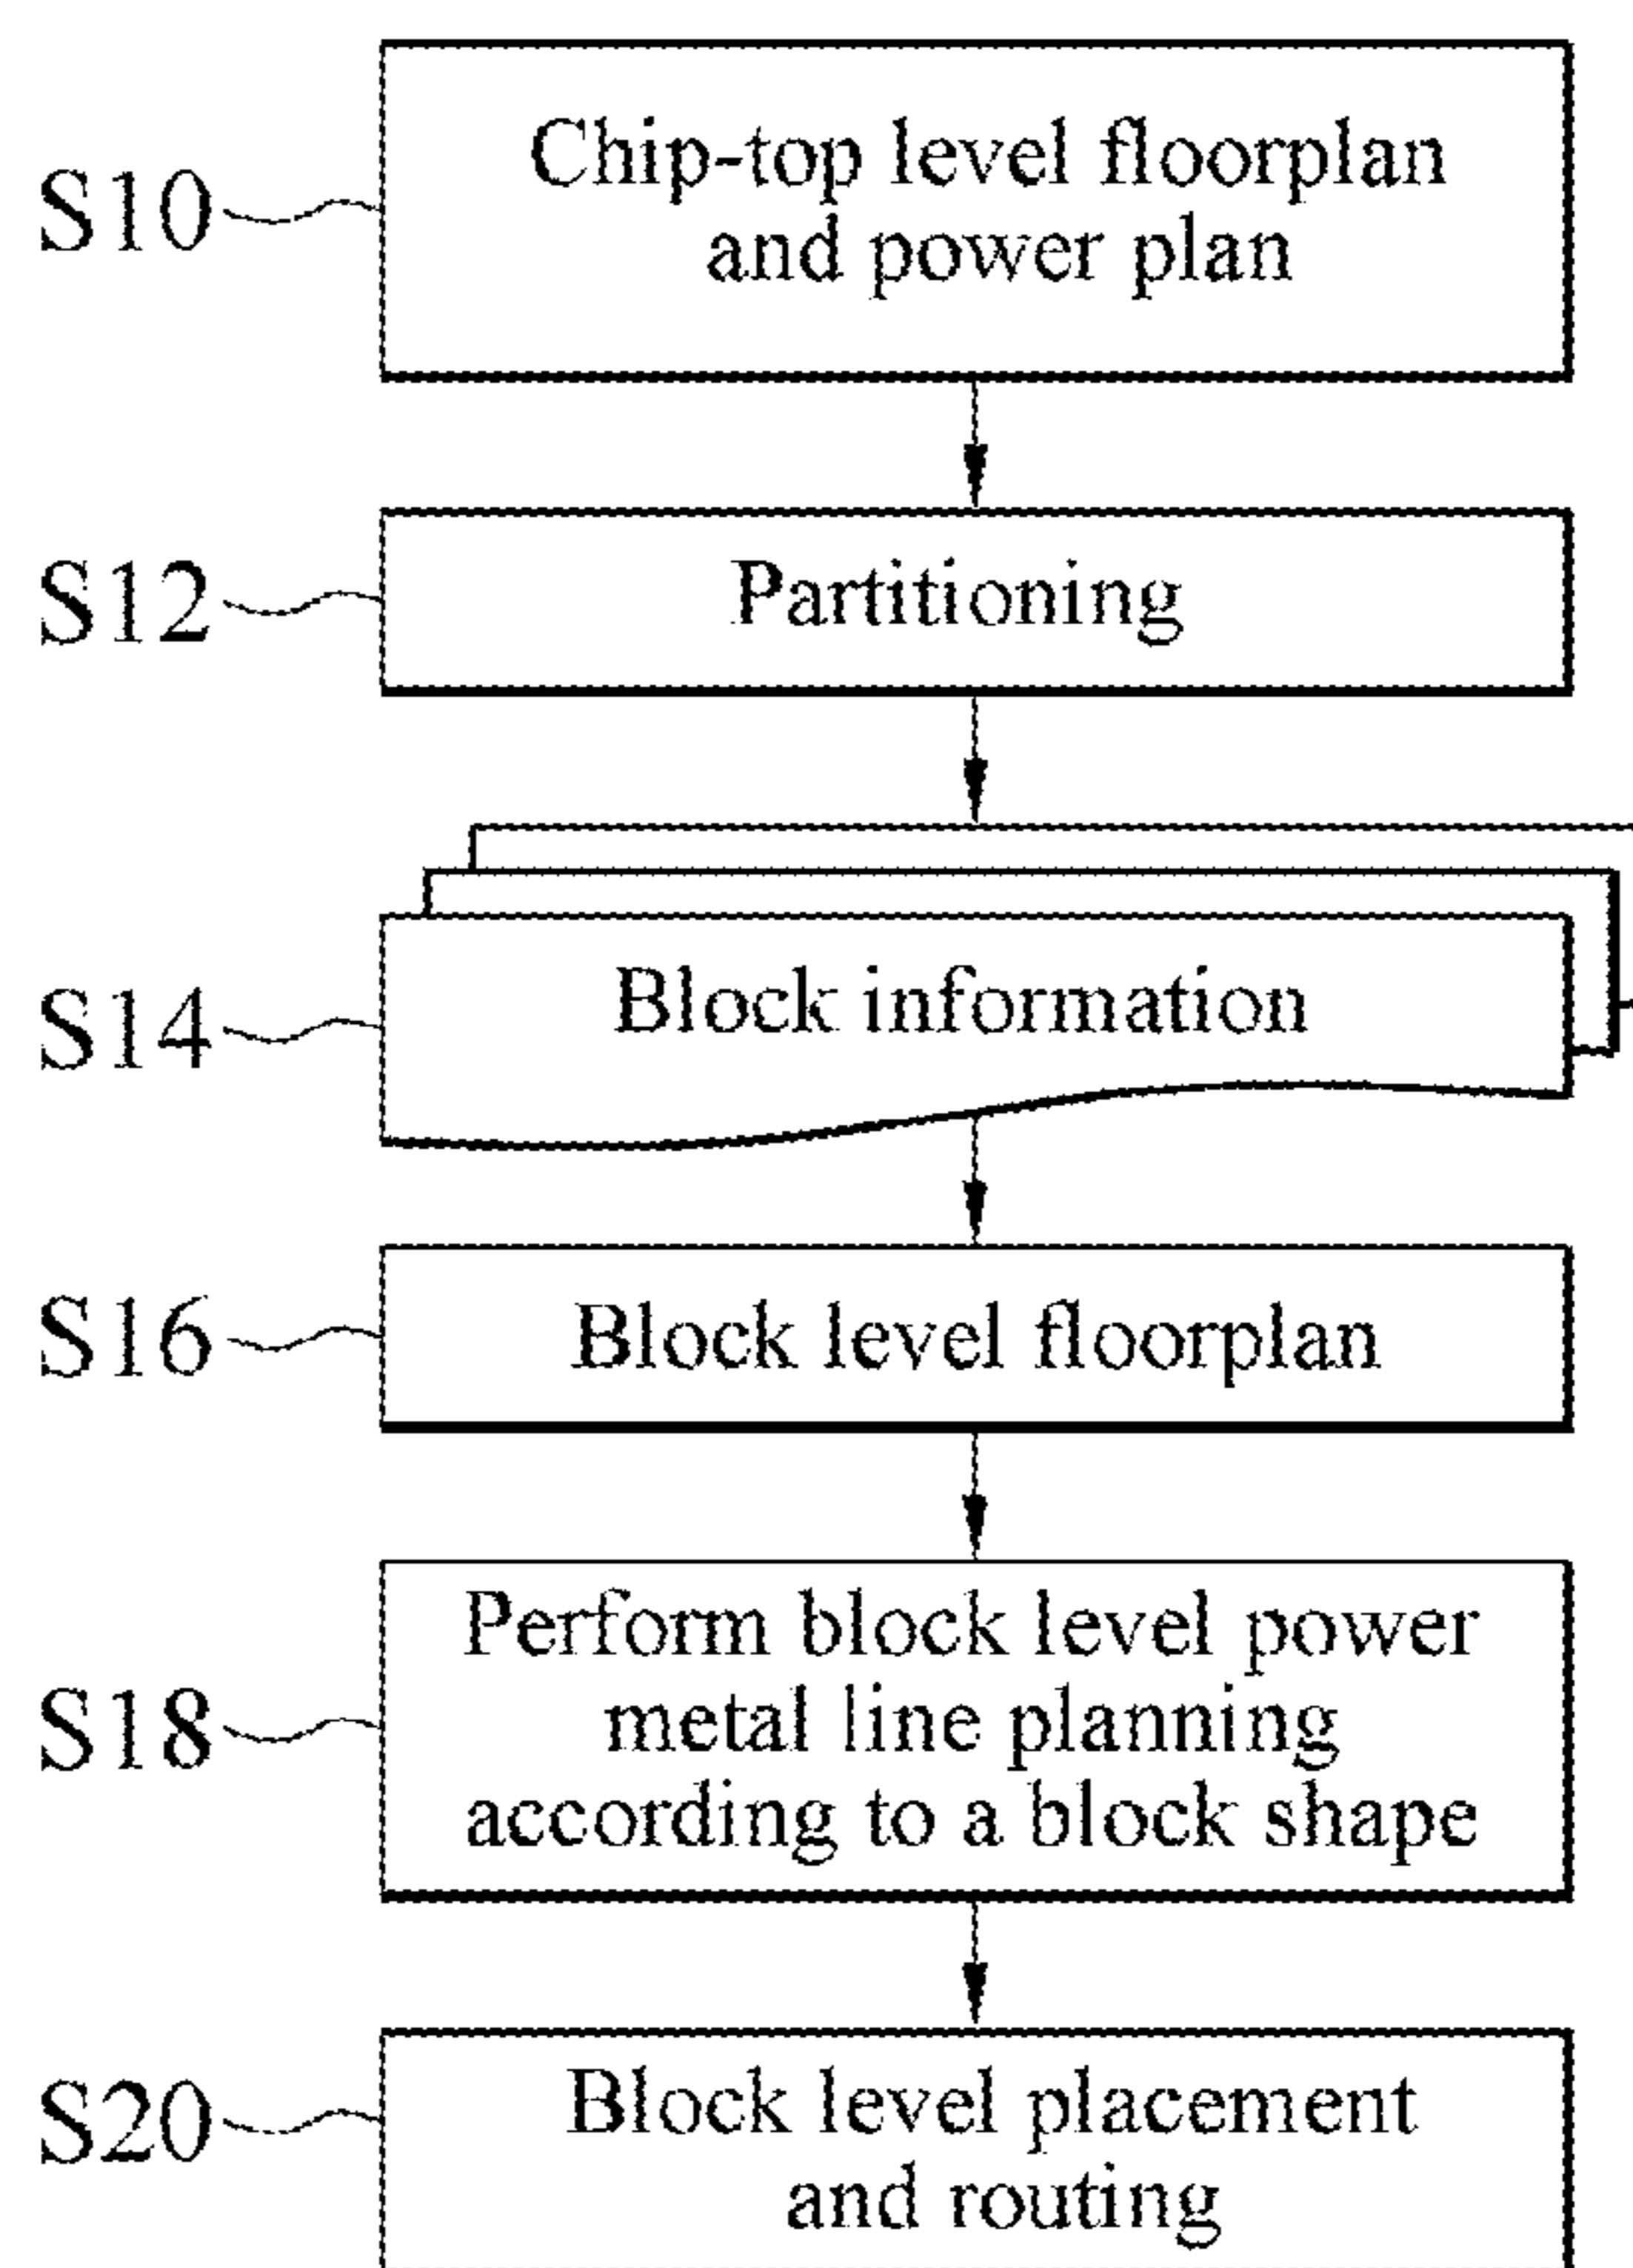 S10
Chip-top level floorplan
and power plan
S12
Partitioning
S14
Block information
S16
Block level floorplan
S18
Perform block level power
metal line planning
according to a block shape
S20
Block level placement
and routing